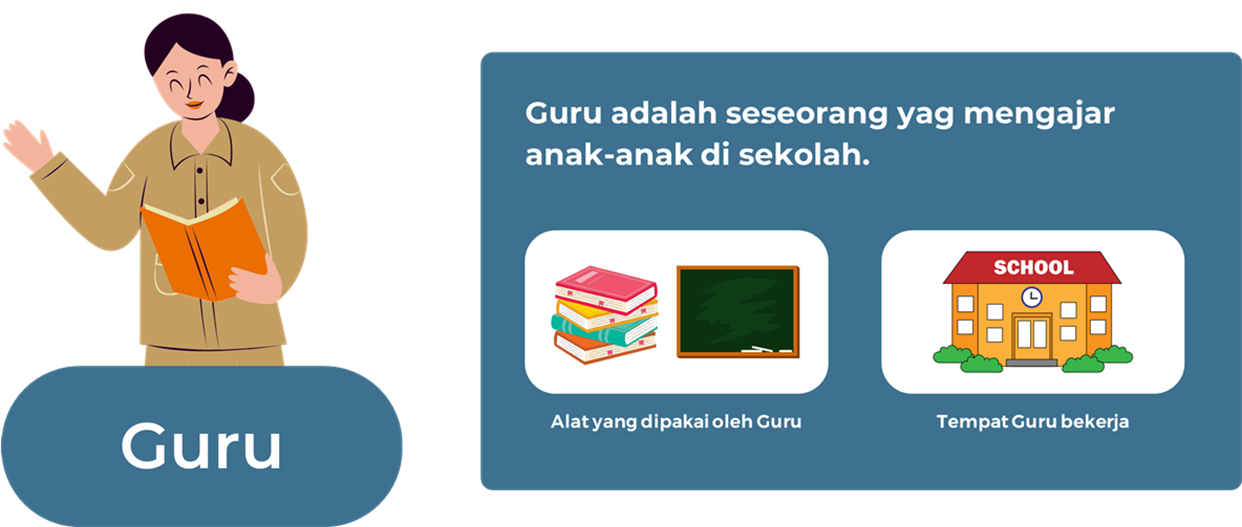 Guru
Guru adalah seseorang yag mengajar
anak-anak di sekolah.
SCHOOL
Alat yang dipakai oleh Guru
Tempat Guru bekerja